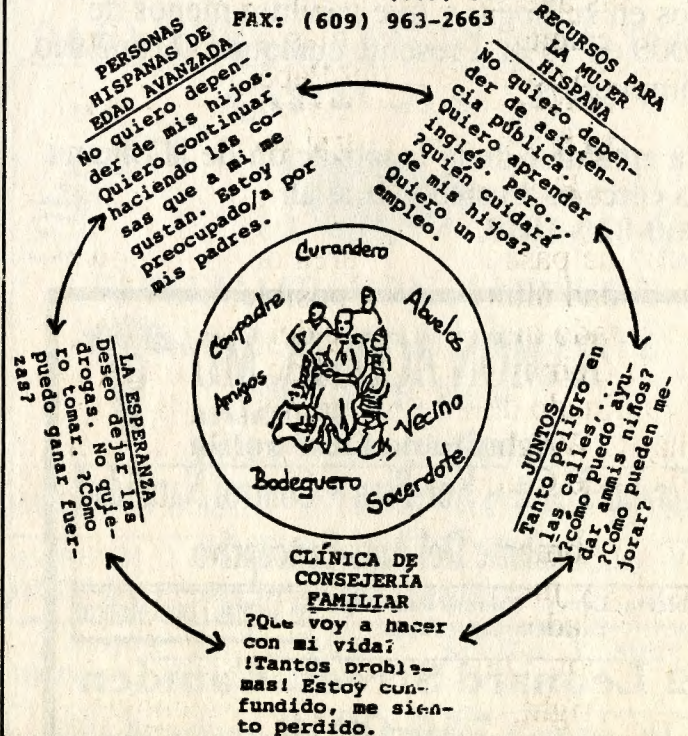 FAX: (609) 963-2663
PERSONAS
HISPANAS DE
EDAD AVANZADA
No quiero depen-
der de mis hijos.
Quiero continuar
haciendo las co-
sas que a mi me
gustan. Estoy
preocupado/a por
mis padres.
RECURSOS PARA
LA MUJER
HISPANA
No quiero depen-
der de asisten-
cia pública.
Quiero aprender
inglés. Pero...
?quién cuidará
de mis hijos?
Quiero un
empleo.
Curandero
Compadre
Abuelos
Amigos
Vecino
Bodeguero
Sacerdote
LA ESPERANZA
Deseo dejar las
drogas. No quie-
ro tomar. ?Cómo
puedo ganar fuer-
zas?
JUNTOS
Tanto peligro en
las calles ...
?cómo puedo ayu-
dar ammis niños?
?Cómo pueden me-
jorar?
CLÍNICA DE
CONSEJERÍA
FAMILIAR
?Qué voy a hacer
con mi vida?
!Tantos proble-
mas! Estoy con-
fundido, me sien-
to perdido.